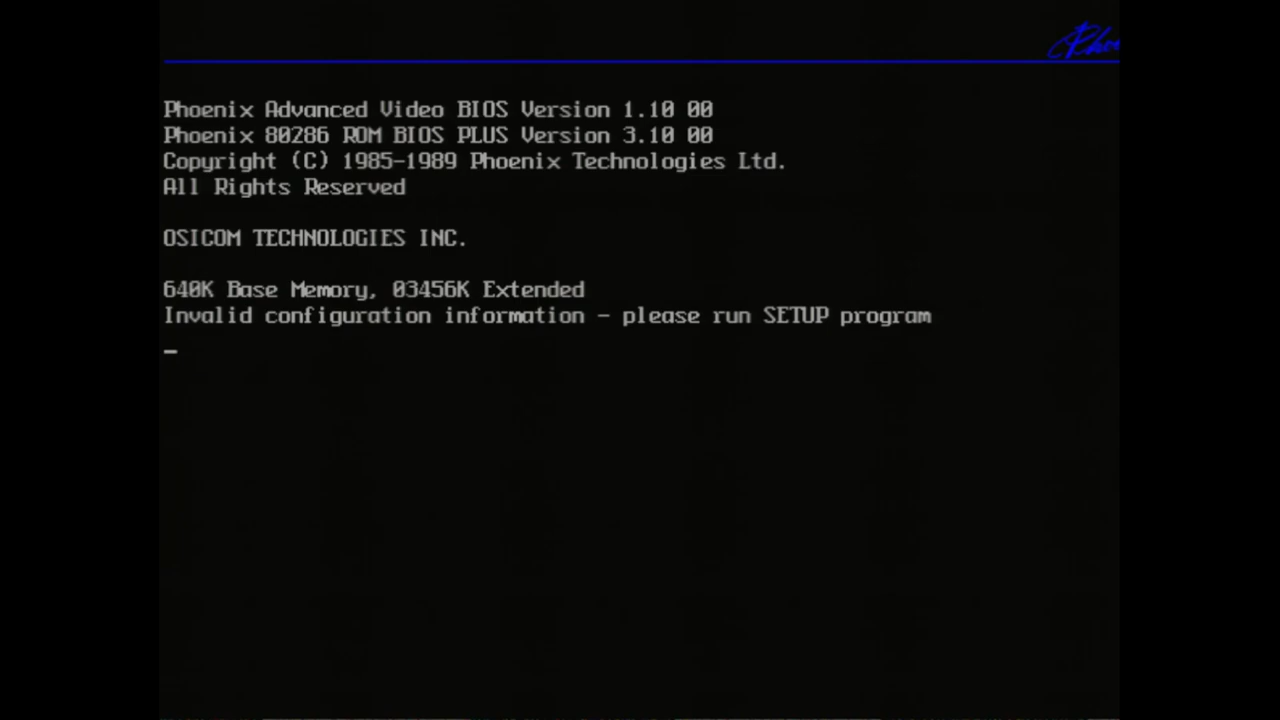 Phoenix Advanced Video BIOS Version 1.10 00
Phoenix 80286 ROM BIOS PLUS Version 3.10 00
Copyright (C) 1985-1989 Phoenix Technologies Ltd.
All Rights Reserved
OSICOM TECHNOLOGIES INC.
640K Base Memory, 03456K Extended
Invalid configuration information - please run SETUP program